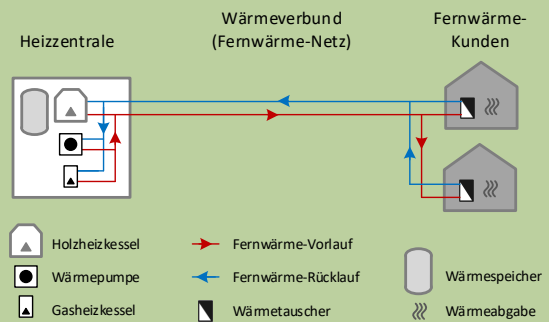 Heizzentrale
Wärmeverbund
(Fernwärme-Netz)
Fernwärme-
Kunden
Holzheizkessel
Wärmepumpe
Gasheizkessel
Fernwärme-Vorlauf
Fernwärme-Rücklauf
Wärmetauscher
Wärmespeicher
Wärmeabgabe